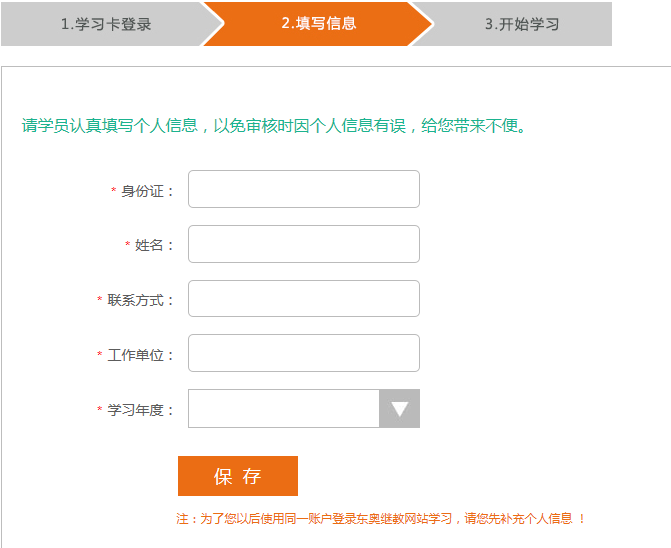 1.学习卡登录
2.填写信息
3.开始学习
请学员认真填写个人信息，以免审核时因个人信息有误，给您带来不便。
* 身份证：
* 姓名：
* 联系方式：
* 工作单位：
* 学习年度：
保 存
注：为了您以后使用同一账户登录东奥继教网站学习，请您先补充个人信息 ！